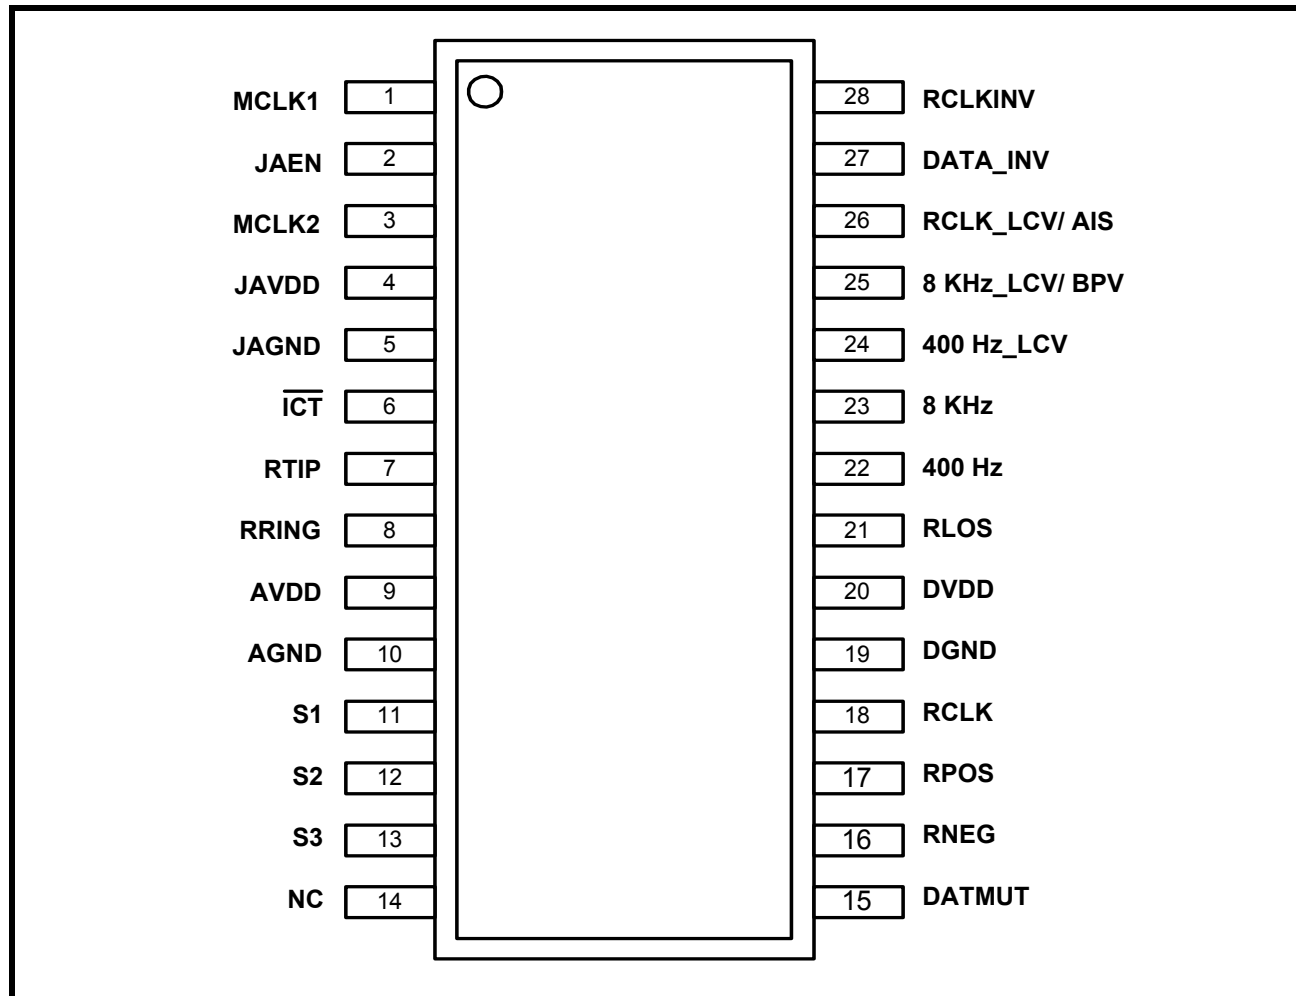 MCLK1 1 28 RCLKINV
JAEN 2 27 DATA_INV
MCLK2 3 26 RCLK_LCV/ AIS
JAVDD 4 25 8 KHz_LCV/ BPV
JAGND 5 24 400 Hz_LCV
I̅C̅T̅ 6 23 8 KHz
RTIP 7 22 400 Hz
RRING 8 21 RLOS
AVDD 9 20 DVDD
AGND 10 19 DGND
S1 11 18 RCLK
S2 12 17 RPOS
S3 13 16 RNEG
NC 14 15 DATMUT